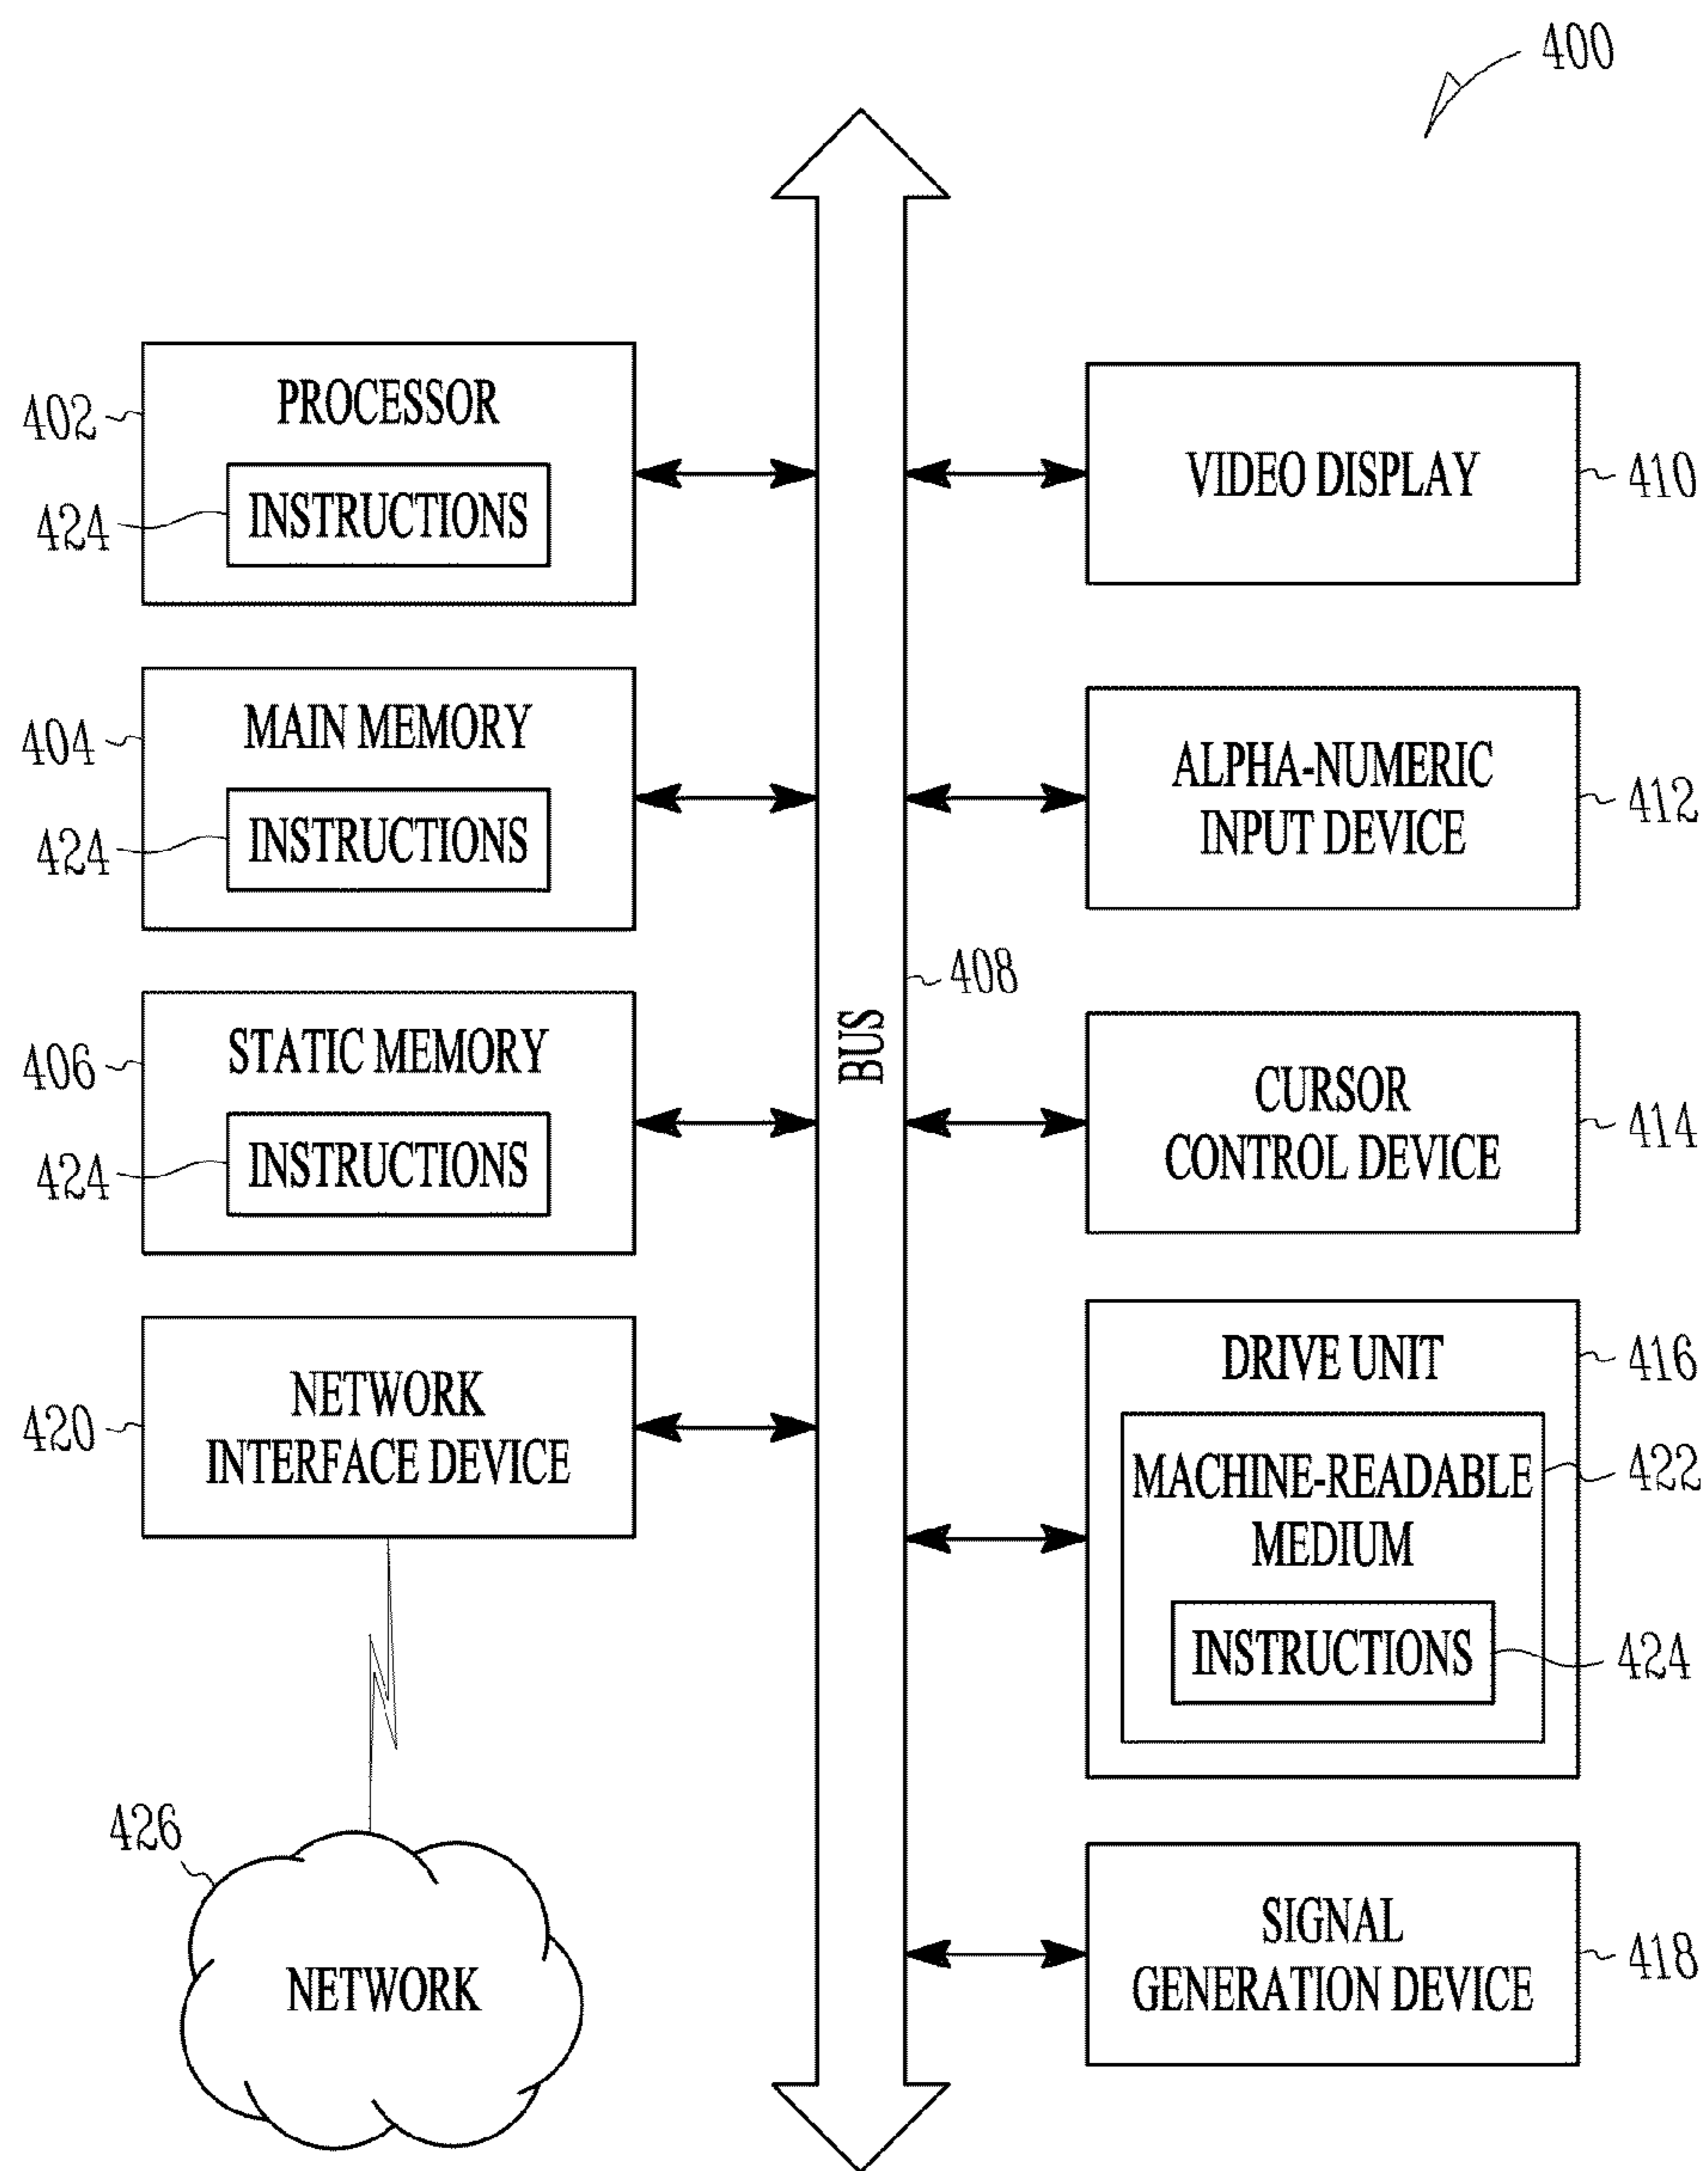 400
402
PROCESSOR
424
INSTRUCTIONS
404
MAIN MEMORY
424
INSTRUCTIONS
406
STATIC MEMORY
424
INSTRUCTIONS
420
NETWORK
INTERFACE DEVICE
426
NETWORK
BUS
408
VIDEO DISPLAY
410
ALPHA-NUMERIC
INPUT DEVICE
412
CURSOR
CONTROL DEVICE
414
DRIVE UNIT
416
MACHINE-READABLE
MEDIUM
422
INSTRUCTIONS
424
SIGNAL
GENERATION DEVICE
418